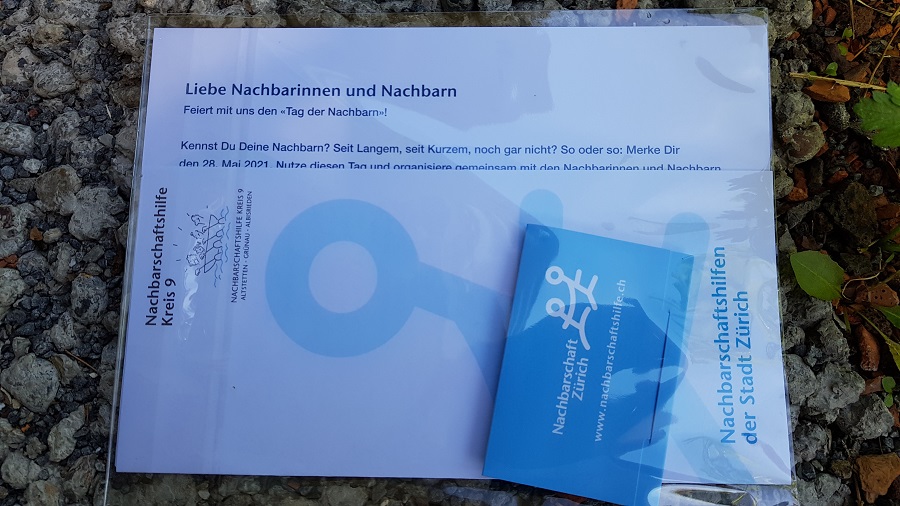 Liebe Nachbarinnen und Nachbarn
Feiert mit uns den «Tag der Nachbarn»!
Kennst Du Deine Nachbarn? Seit Langem, seit Kurzem, noch gar nicht? So oder so: Merke Dir
den 28. Mai 2021. Nutze diesen Tag und organisiere gemeinsam mit den Nachbarinnen und Nachbarn
Nachbarschaftshilfe
Kreis 9
NACHBARSCHAFTSHILFE KREIS 9
ALTSTETTEN · GRÜNAU · ALBISRIEDEN
Nachbarschaft
Zürich
www.nachbarschaftshilfe.ch
Nachbarschaftshilfen
der Stadt Zürich